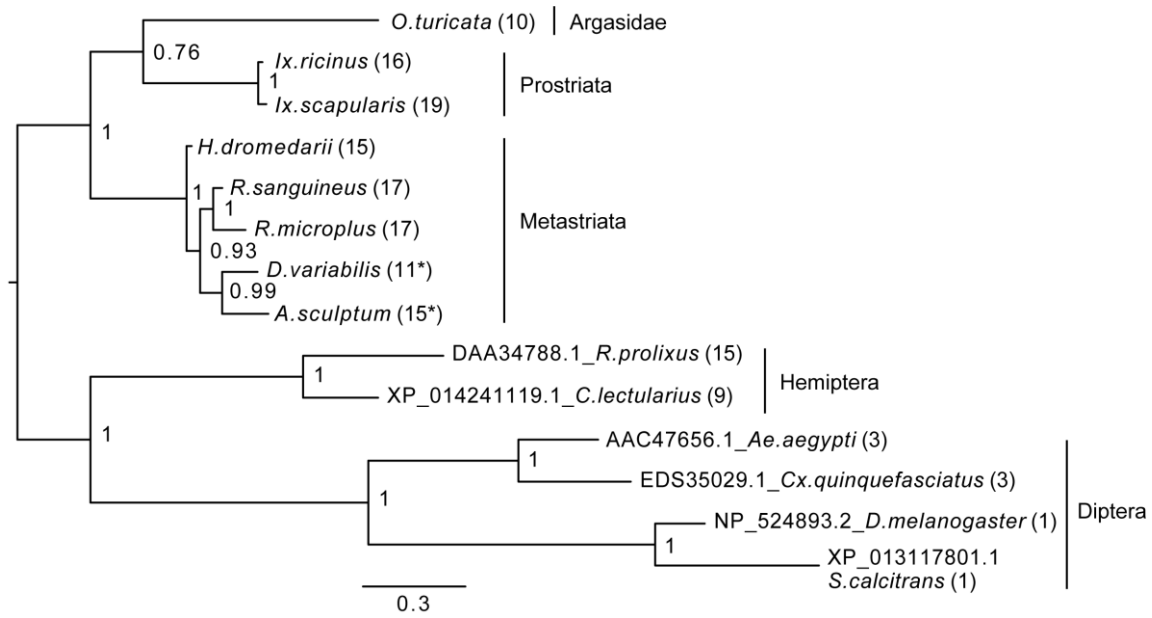 O.turicata (10)
Argasidae
0.76
Ix.ricinus (16)
1
Prostriata
Ix.scapularis (19)
1
H.dromedarii (15)
1
R.sanguineus (17)
1
Metastriata
R.microplus (17)
0.93
D.variabilis (11*)
0.99
A.sculptum (15*)
DAA34788.1_R.prolixus (15)
1
Hemiptera
XP_014241119.1_C.lectularius (9)
1
AAC47656.1_Ae.aegypti (3)
1
EDS35029.1_Cx.quinquefasciatus (3)
1
Diptera
NP_524893.2_D.melanogaster (1)
1
XP_013117801.1
S.calcitrans (1)
0.3